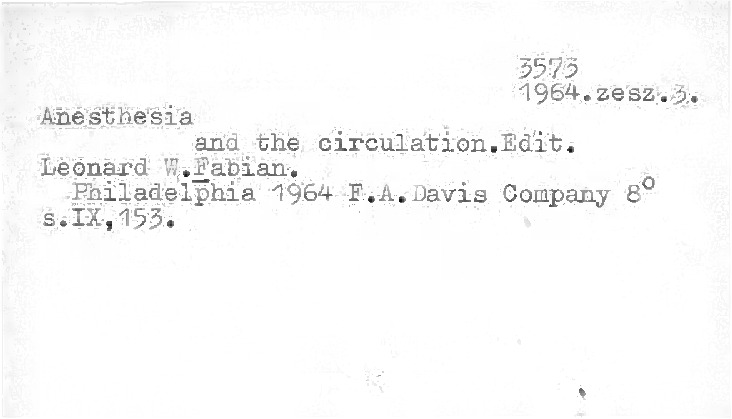 3573
1964.zesz.3.
Anesthesia
and the circulation.Edit.
Leonard W.Fabian.
Philadelphia 1964 F.A.Davis Company 8°
s.IX,153.